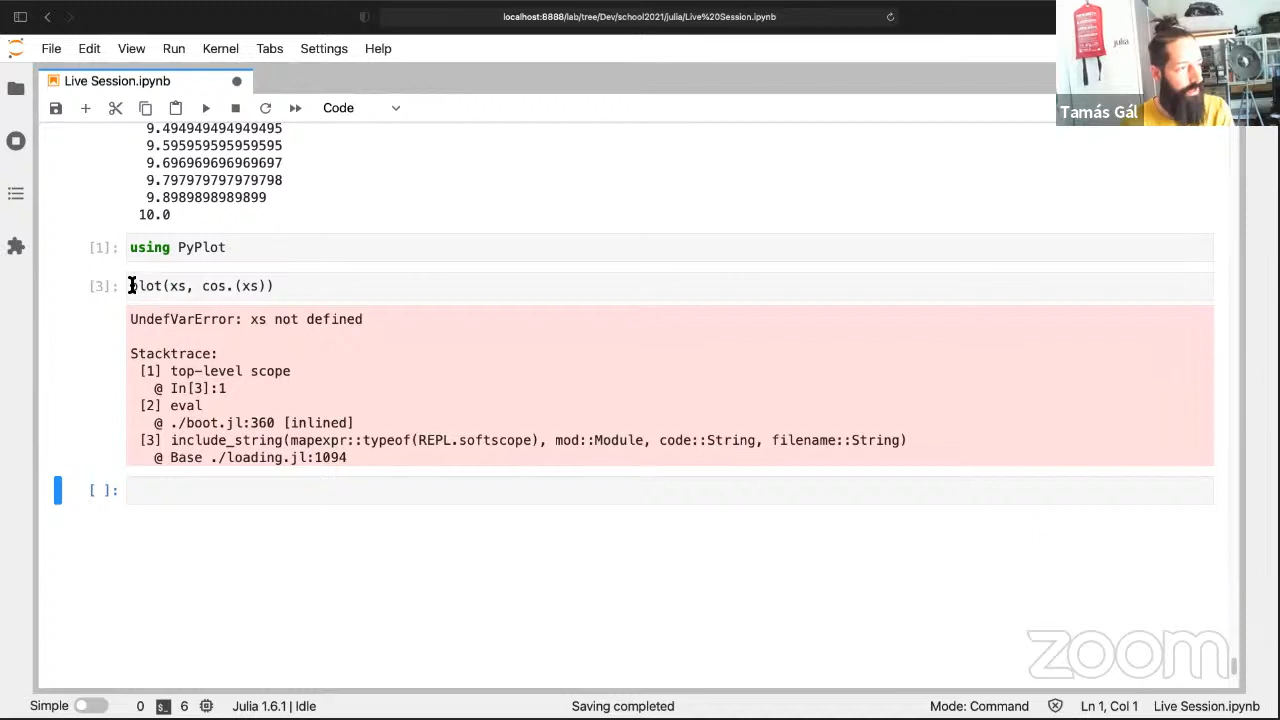 localhost:8888/lab/tree/Dev/school2021/julia/Live%20Session.ipynb
File Edit View Run Kernel Tabs Settings Help
julia
Tamás Gál
Live Session.ipynb
Code
9.494949494949495
9.595959595959595
9.696969696969697
9.797979797979798
9.8989898989899
10.0
[1]: using PyPlot
[3]: plot(xs, cos.(xs))
UndefVarError: xs not defined
Stacktrace:
[1] top-level scope
@ In[3]:1
[2] eval
@ ./boot.jl:360 [inlined]
[3] include_string(mapexpr::typeof(REPL.softscope), mod::Module, code::String, filename::String)
@ Base ./loading.jl:1094
[ ]:
zoom
Simple 0 $_ 6 Julia 1.6.1 | Idle Saving completed Mode: Command Ln 1, Col 1 Live Session.ipynb